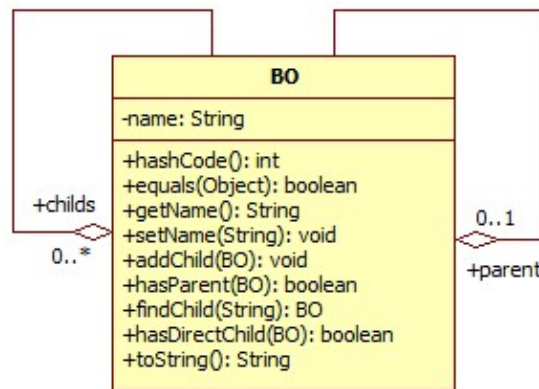 BO
-name: String
+hashCode(): int
+equals(Object): boolean
+getName(): String
+setName(String): void
+addChild(BO): void
+hasParent(BO): boolean
+findChild(String): BO
+hasDirectChild(BO): boolean
+toString(): String
+childs
0..*
0..1
+parent